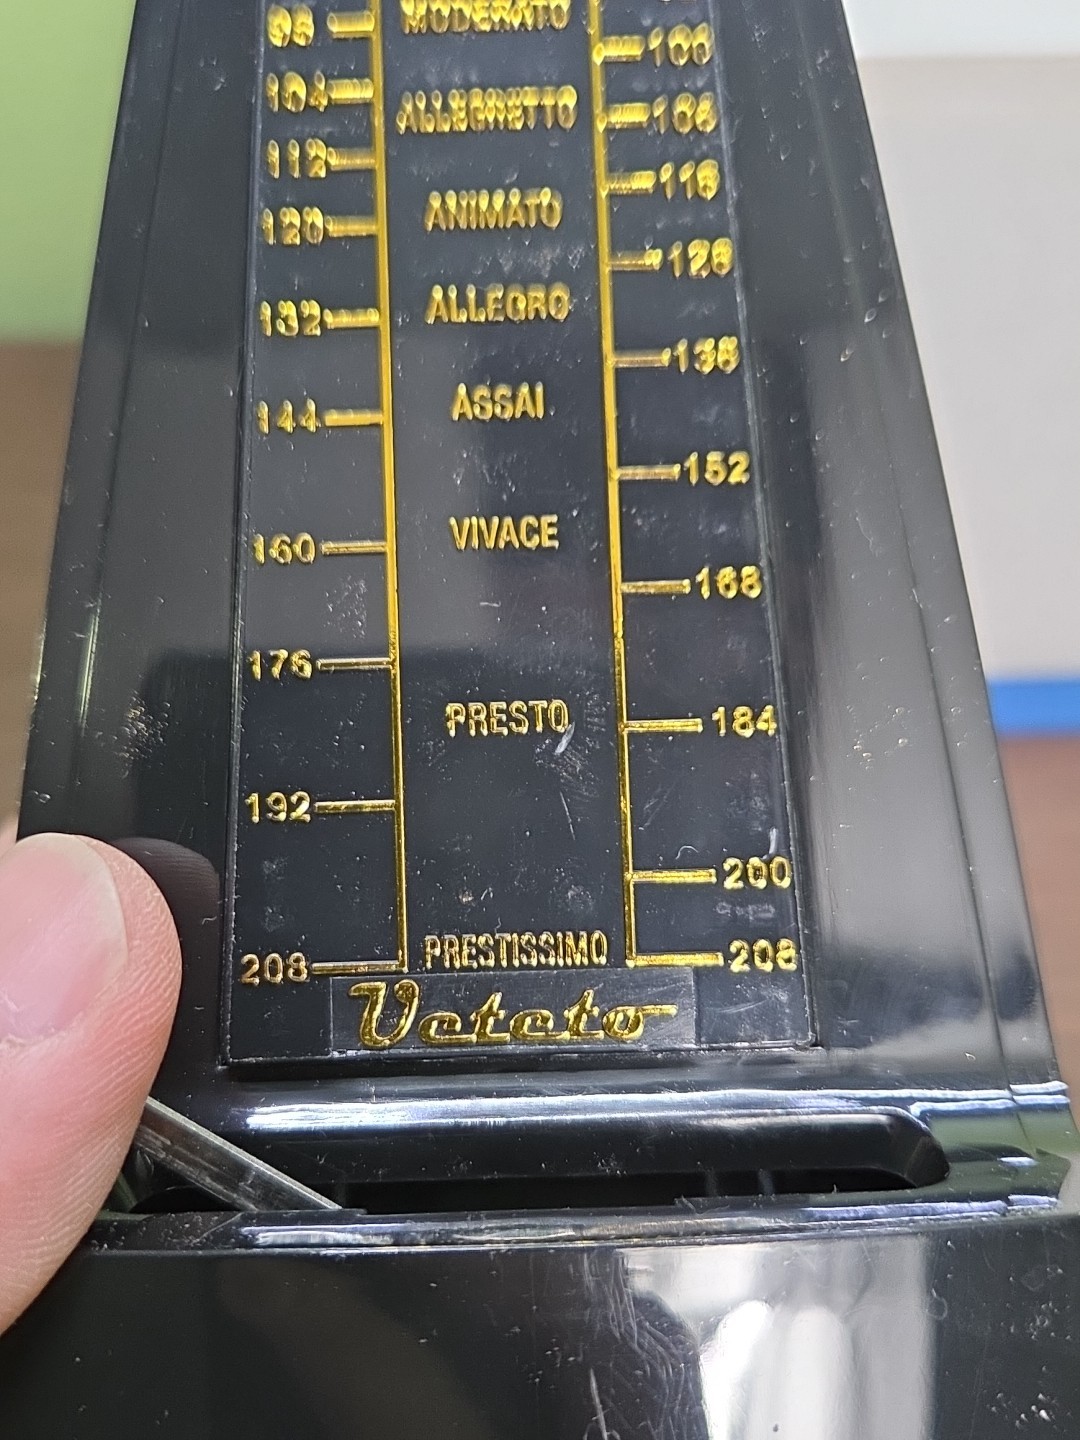 96 MODERATO
100
104 ALLEGRETTO 108
112
116
120 ANIMATO
126
132 ALLEGRO
138
144 ASSAI
152
160 VIVACE
168
176
PRESTO 184
192
200
208 PRESTISSIMO 208
Veteto